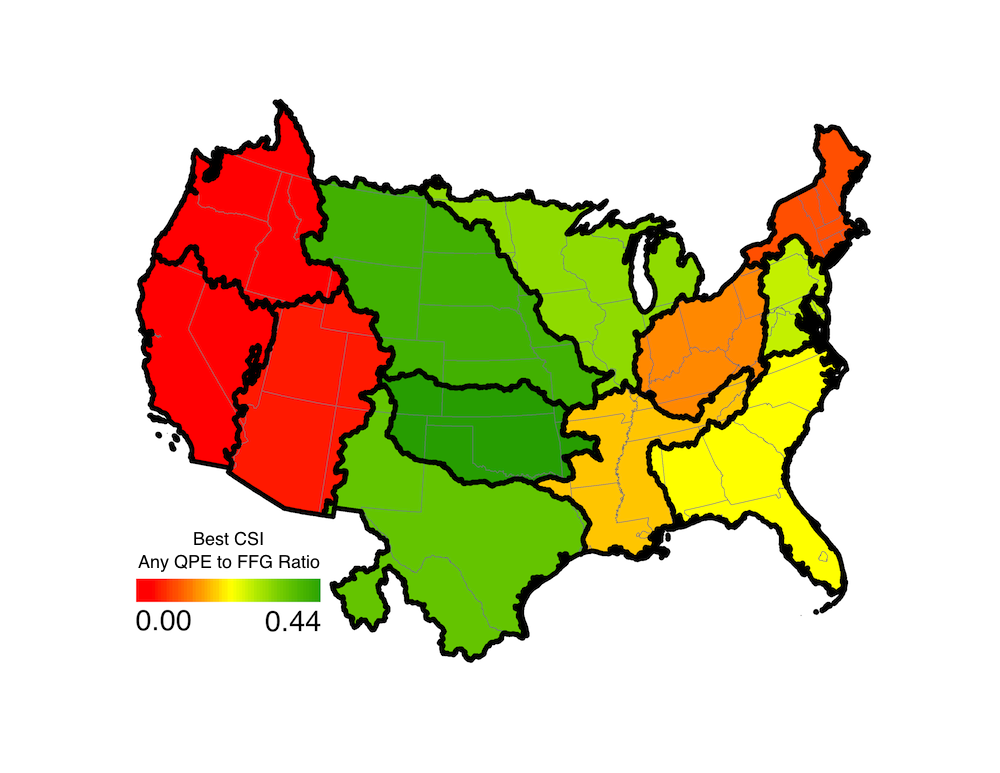 Best CSI
Any QPE to FFG Ratio
0.00 0.44